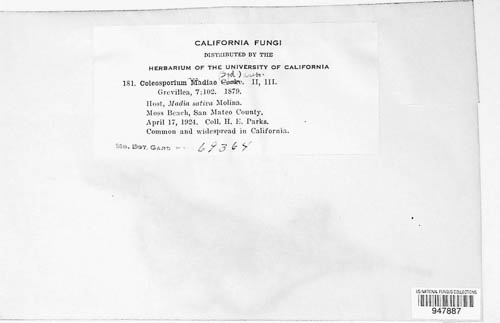 CALIFORNIA FUNGI
DISTRIBUTED BY THE
HERBARIUM OF THE UNIVERSITY OF CALIFORNIA
181. Coleosporium Madiae Cooke. II, III.
Grevillea, 7:102. 1879.
Host, Madia sativa Molina.
Moss Beach, San Mateo County,
April 17, 1924. Coll. H. E. Parks.
Common and widespread in California.
Mo. Bot. Gard 69364
US NATIONAL FUNGUS COLLECTIONS
947887